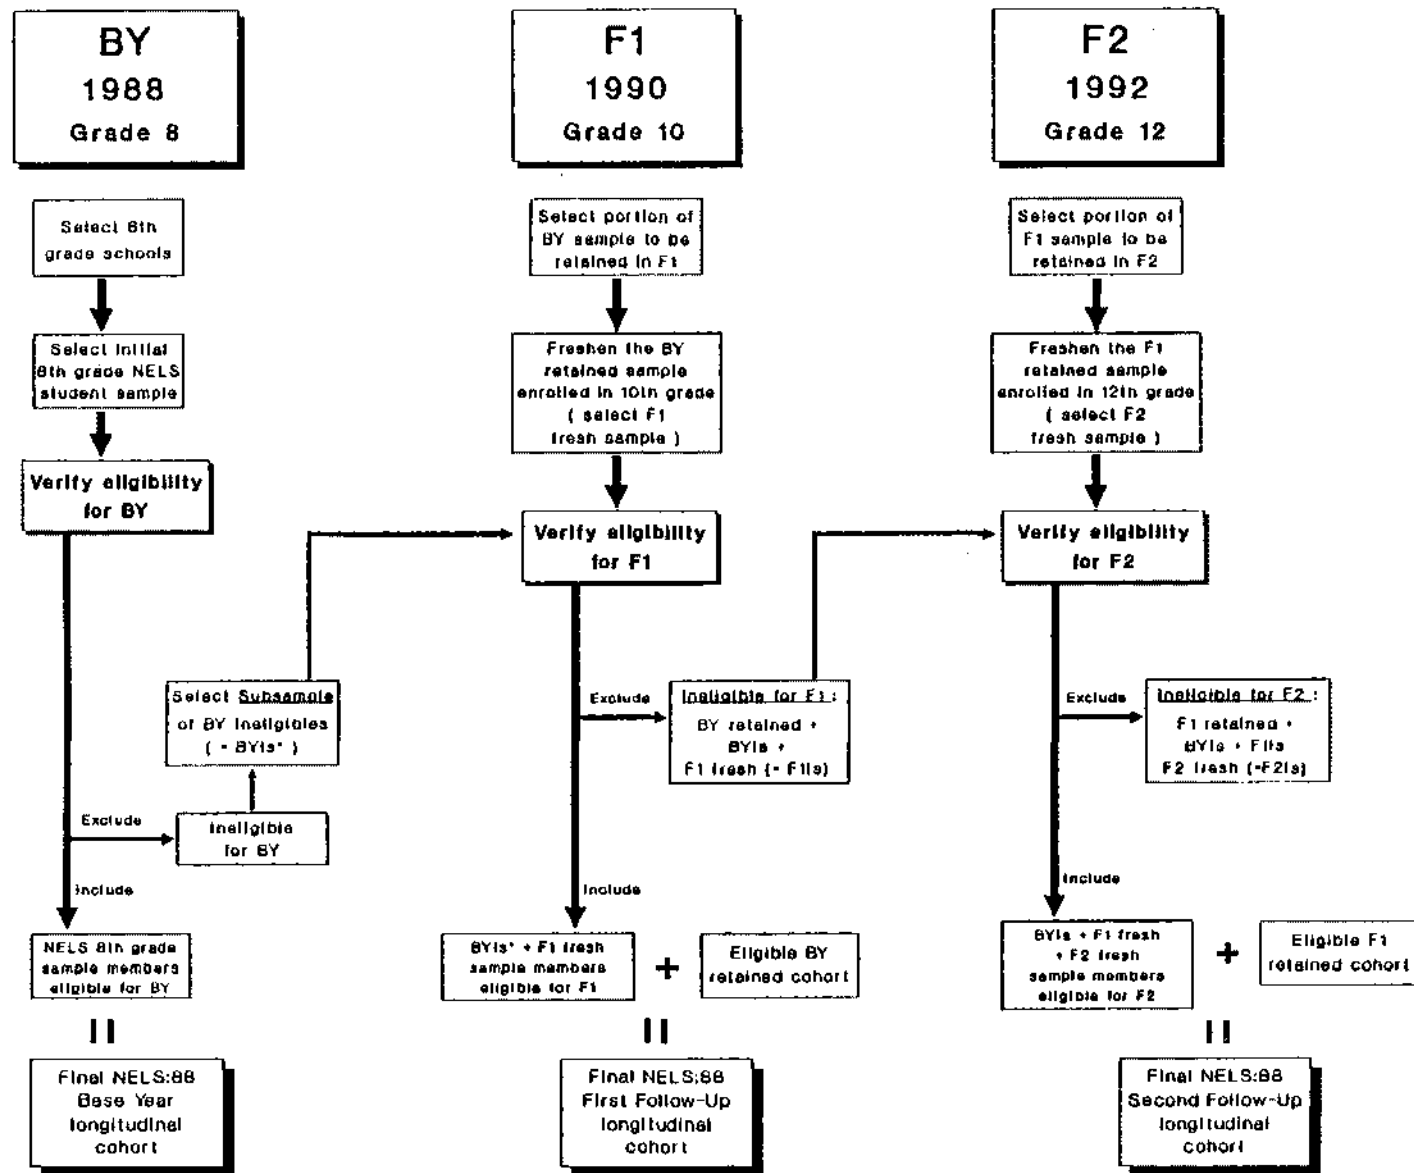 BY
1988
Grade 8
Select 8th
grade schools
Select initial
8th grade NELS
student sample
Verify eligibility
for BY
Select Subsample
of BY Ineligibles
( = BYIs* )
Exclude
Ineligible
for BY
Include
NELS 8th grade
sample members
eligible for BY
Final NELS:88
Base Year
longitudinal
cohort
F1
1990
Grade 10
Select portion of
BY sample to be
retained in F1
Freshen the BY
retained sample
enrolled in 10th grade
( select F1
fresh sample )
Verify eligibility
for F1
Exclude
Ineligible for F1 :
BY retained +
BYIs +
F1 fresh (= F1Is)
Include
BYIs* + F1 fresh
sample members
eligible for F1
+
Eligible BY
retained cohort
Final NELS:88
First Follow-Up
longitudinal
cohort
F2
1992
Grade 12
Select portion of
F1 sample to be
retained in F2
Freshen the F1
retained sample
enrolled in 12th grade
( select F2
fresh sample )
Verify eligibility
for F2
Exclude
Ineligible for F2 :
F1 retained +
BYIs + F1Is
F2 fresh (=F2Is)
Include
BYIs + F1 fresh
+ F2 fresh
sample members
eligible for F2
+
Eligible F1
retained cohort
Final NELS:88
Second Follow-Up
longitudinal
cohort